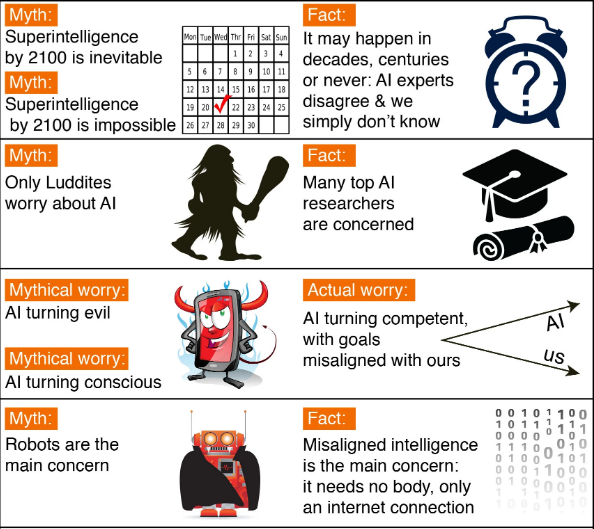 Myth:
Superintelligence
by 2100 is inevitable
Myth:
Superintelligence
by 2100 is impossible
Mon Tue Wed Thr Fri Sat Sun
1 2 3 4
5 6 7 8 9 10 11
12 13 14 15 16 17 18
19 20 22 23 24 25
26 27 28 29 30
Fact:
It may happen in
decades, centuries
or never: AI experts
disagree & we
simply don't know
?
Myth:
Only Luddites
worry about AI
Fact:
Many top AI
researchers
are concerned
Mythical worry:
AI turning evil
Mythical worry:
AI turning conscious
Actual worry:
AI turning competent,
with goals
misaligned with ours
AI
us
Myth:
Robots are the
main concern
Fact:
Misaligned intelligence
is the main concern:
it needs no body, only
an internet connection